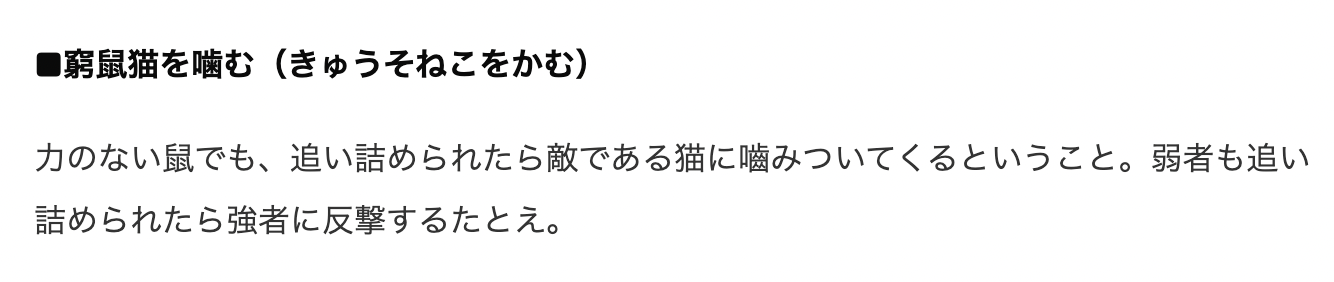 ■窮鼠猫を噛む（きゅうそねこをかむ）
力のない鼠でも、追い詰められたら敵である猫に嚙みついてくるということ。弱者も追い
詰められたら強者に反撃するたとえ。